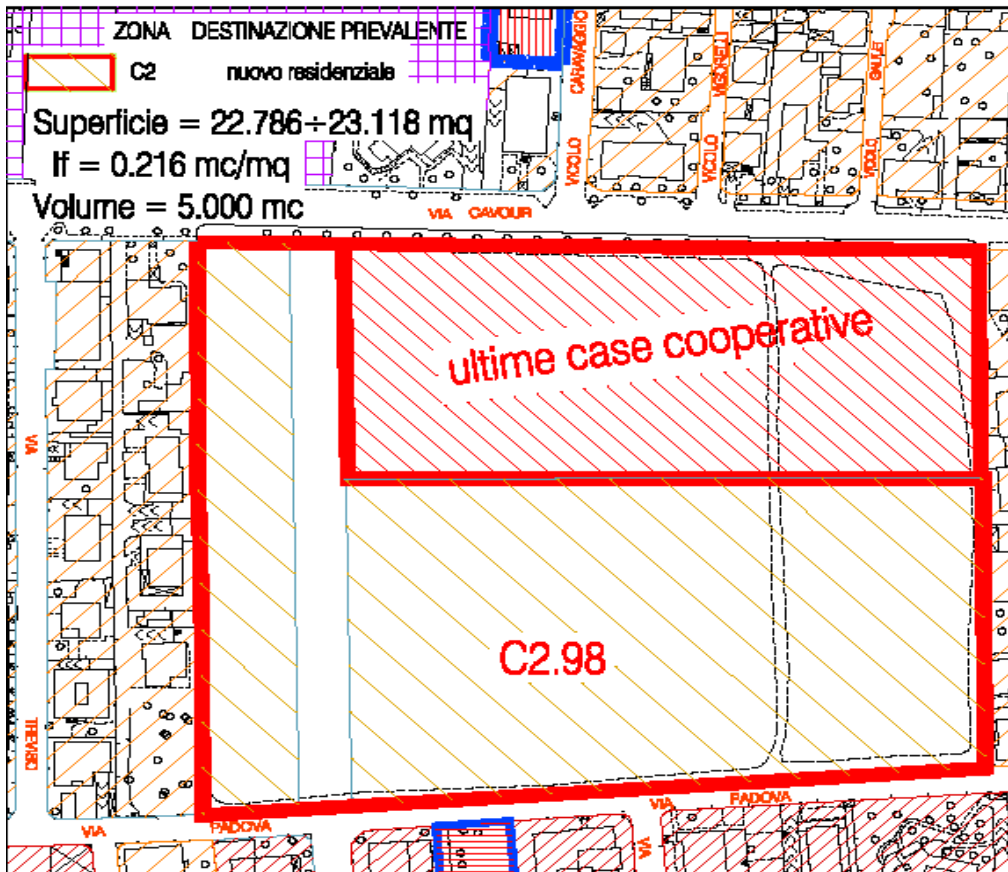 ZONA DESTINAZIONE PREVALENTE
C2 nuovo residenziale
Superficie = 22.786÷23.118 mq
If = 0.216 mc/mq
Volume = 5.000 mc
CARAVAGGIO
VICOLO
VIGORELLI
VICOLO
VICOLO
VIA CAVOUR
ultime case cooperative
C2.98
VIA
TREVISO
VIA PADOVA
VIA PADOVA
VIA